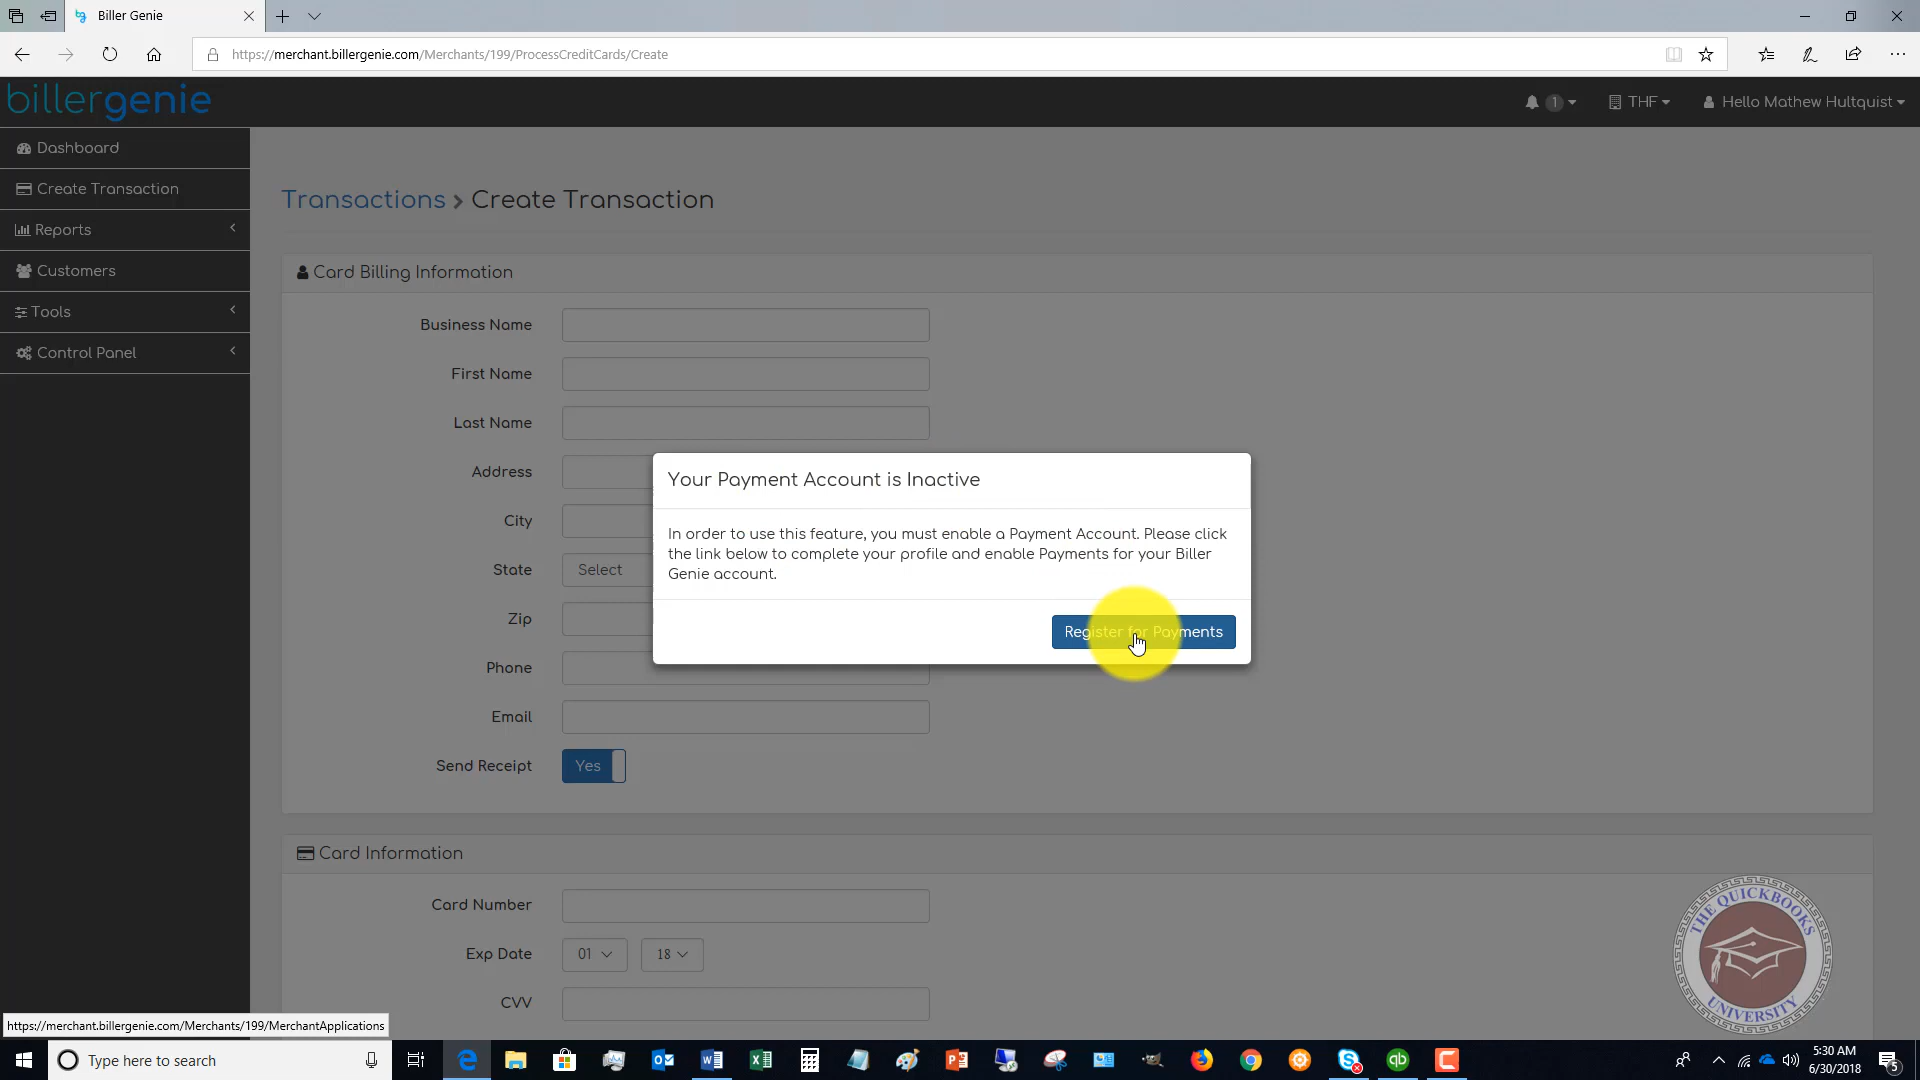 Biller Genie
https://merchant.billergenie.com/Merchants/199/ProcessCreditCards/Create
billergenie
1
THF
Hello Mathew Hultquist
Dashboard
Create Transaction
Reports
Customers
Tools
Control Panel
Transactions > Create Transaction
Card Billing Information
Business Name
First Name
Last Name
Address
City
State
Select
Zip
Phone
Email
Send Receipt
Yes
Your Payment Account is Inactive
In order to use this feature, you must enable a Payment Account. Please click
the link below to complete your profile and enable Payments for your Biller
Genie account.
Register for Payments
Card Information
Card Number
Exp Date
01
18
CVV
THE QUICKBOOKS
UNIVERSITY
https://merchant.billergenie.com/Merchants/199/MerchantApplications
Type here to search
5:30 AM
6/30/2018
5